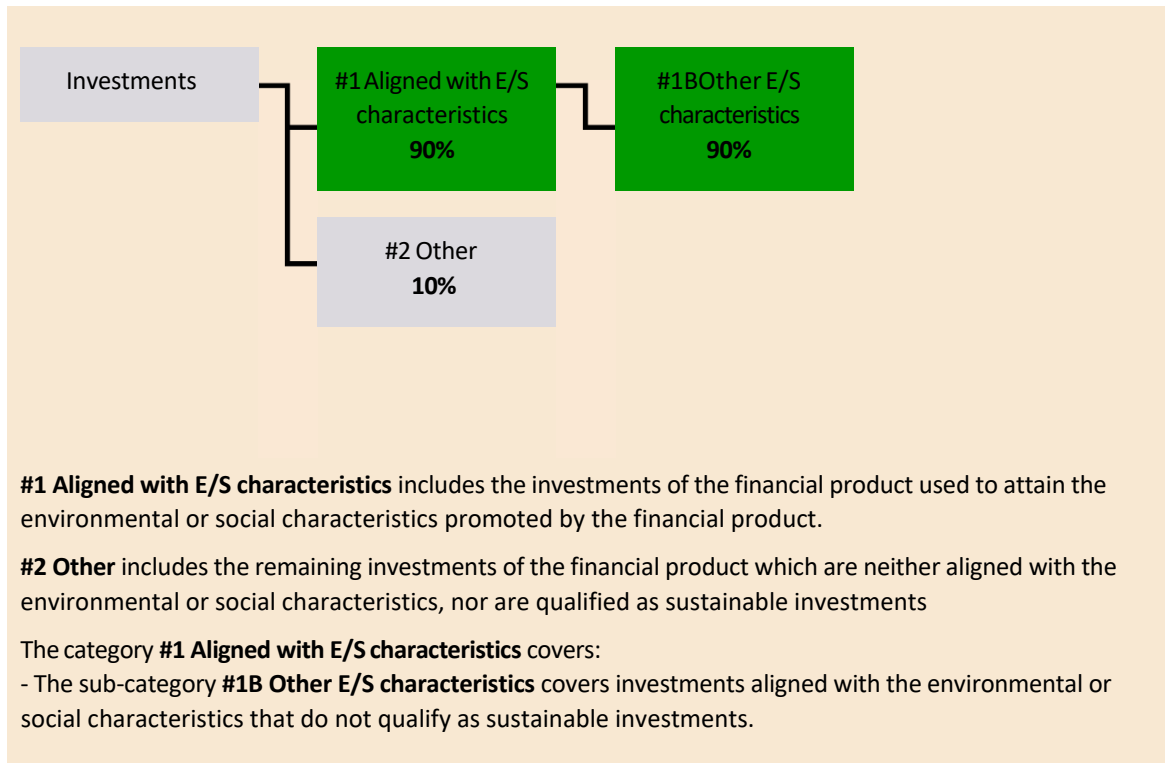 Investments
#1 Aligned with E/S
characteristics
90%
#1BOther E/S
characteristics
90%
#2 Other
10%
#1 Aligned with E/S characteristics includes the investments of the financial product used to attain the
environmental or social characteristics promoted by the financial product.
#2 Other includes the remaining investments of the financial product which are neither aligned with the
environmental or social characteristics, nor are qualified as sustainable investments
The category #1 Aligned with E/S characteristics covers:
- The sub-category #1B Other E/S characteristics covers investments aligned with the environmental or
social characteristics that do not qualify as sustainable investments.